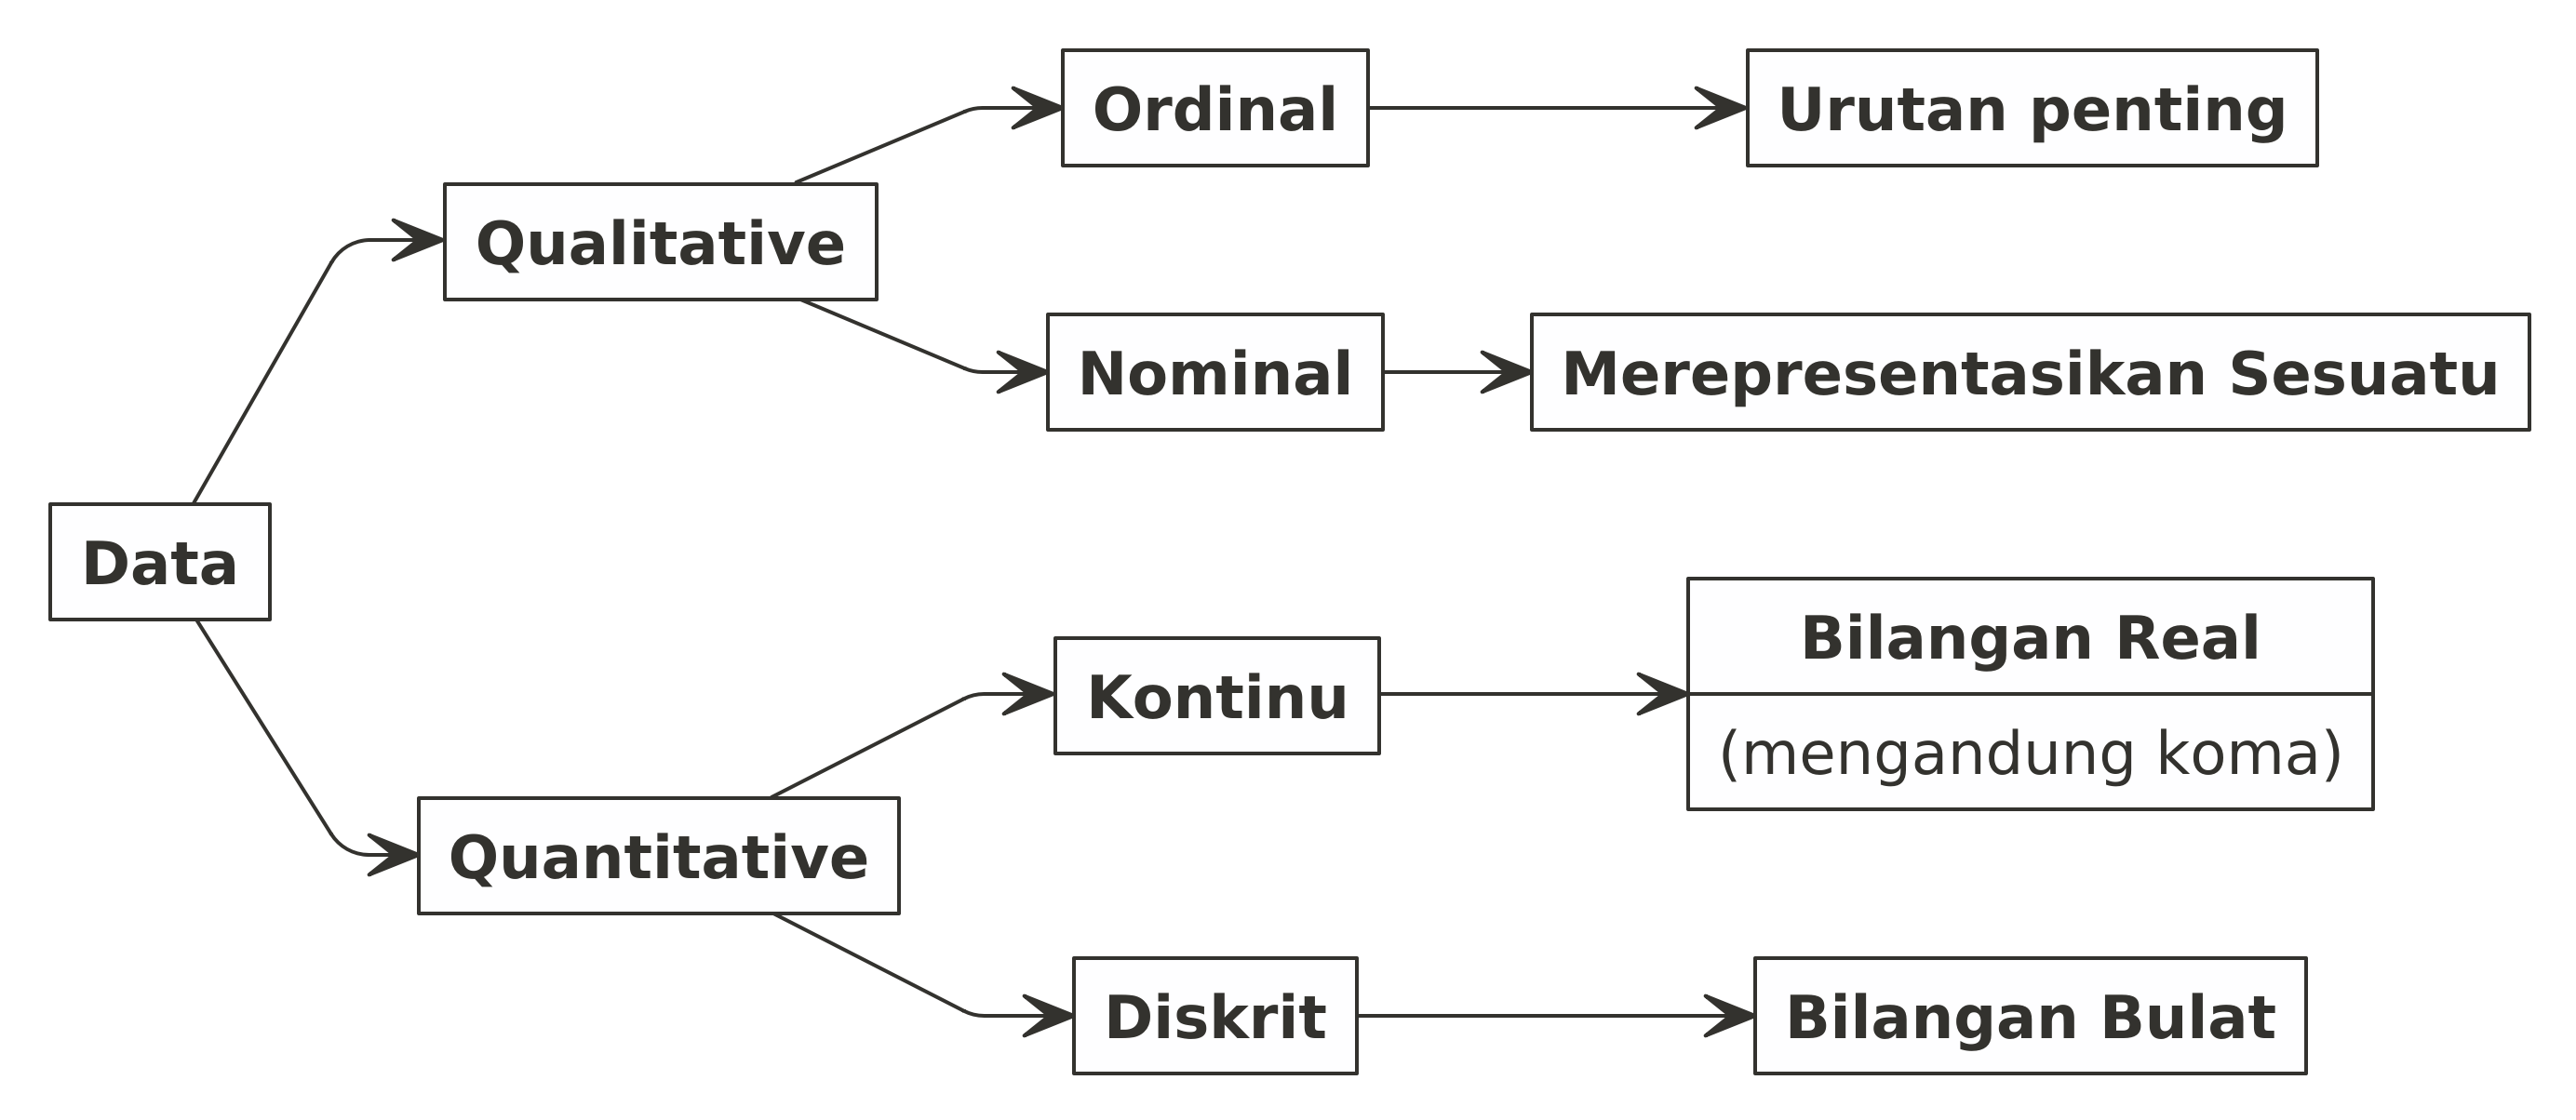 Data
Qualitative
Ordinal
Urutan penting
Nominal
Merepresentasikan Sesuatu
Quantitative
Kontinu
Bilangan Real
(mengandung koma)
Diskrit
Bilangan Bulat